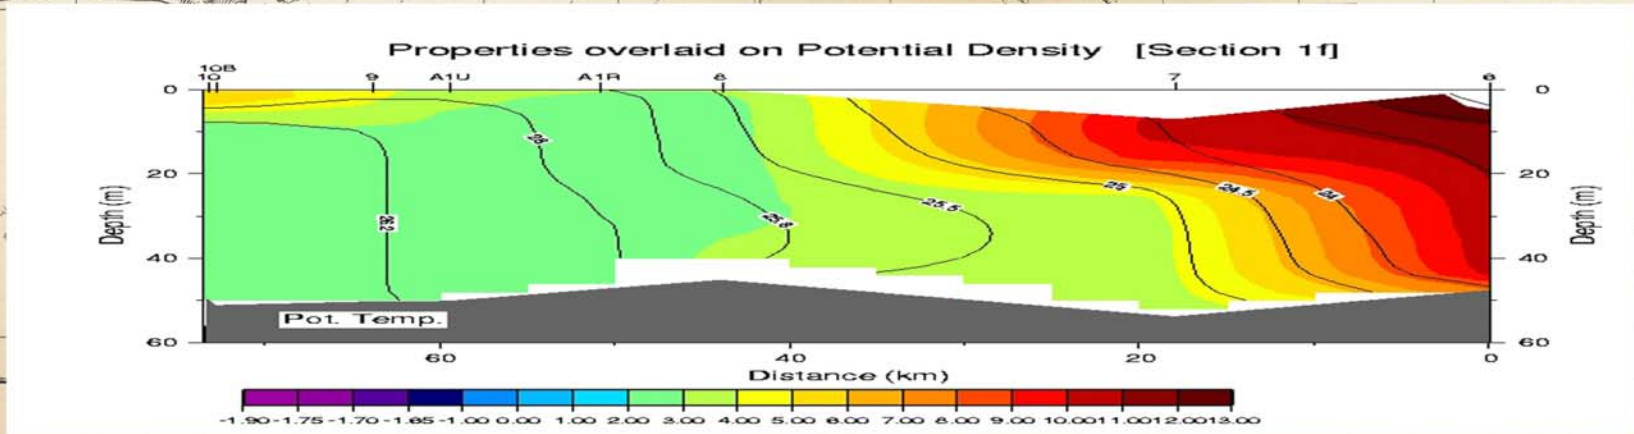 Properties overlaid on Potential Density [Section 1f]
10B
10 9 A1U A1R 8 7 6
0 0
26
20 20
25 24.5 24
25.5
26.2 25.8
Depth (m) Depth (m)
40 40
Pot. Temp.
60 60
60 40 20 0
Distance (km)
-1.90 -1.75 -1.70 -1.65 -1.00 0.00 1.00 2.00 3.00 4.00 5.00 6.00 7.00 8.00 9.00 10.00 11.00 12.00 13.00